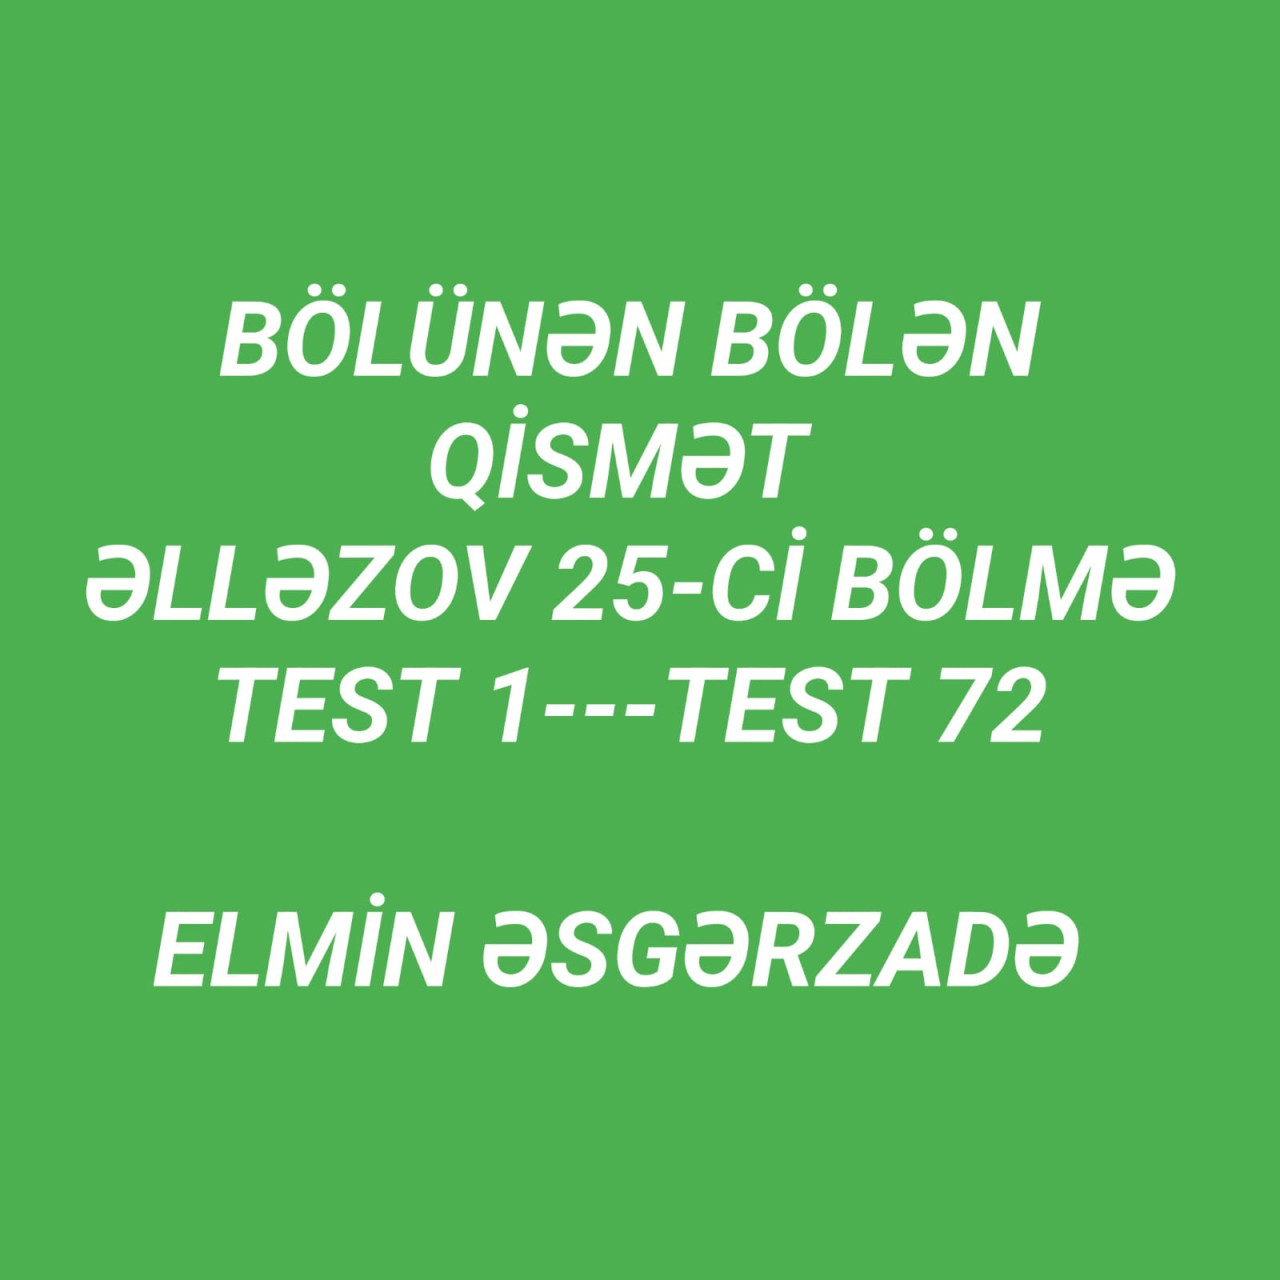 BÖLÜNƏN BÖLƏN
QİSMƏT
ƏLLƏZOV 25-Cİ BÖLMƏ
TEST 1---TEST 72
ELMİN ƏSGƏRZADƏ